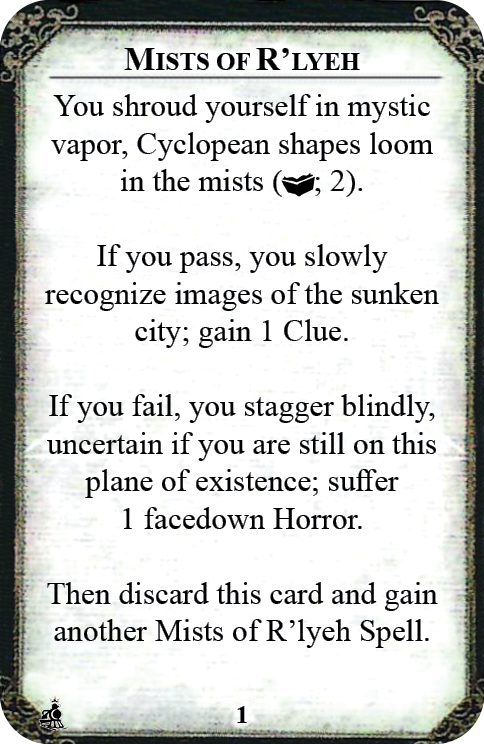 MISTS OF R’LYEH
You shroud yourself in mystic
vapor, Cyclopean shapes loom
in the mists (; 2).
If you pass, you slowly
recognize images of the sunken
city; gain 1 Clue.
If you fail, you stagger blindly,
uncertain if you are still on this
plane of existence; suffer
1 facedown Horror.
Then discard this card and gain
another Mists of R’lyeh Spell.
1